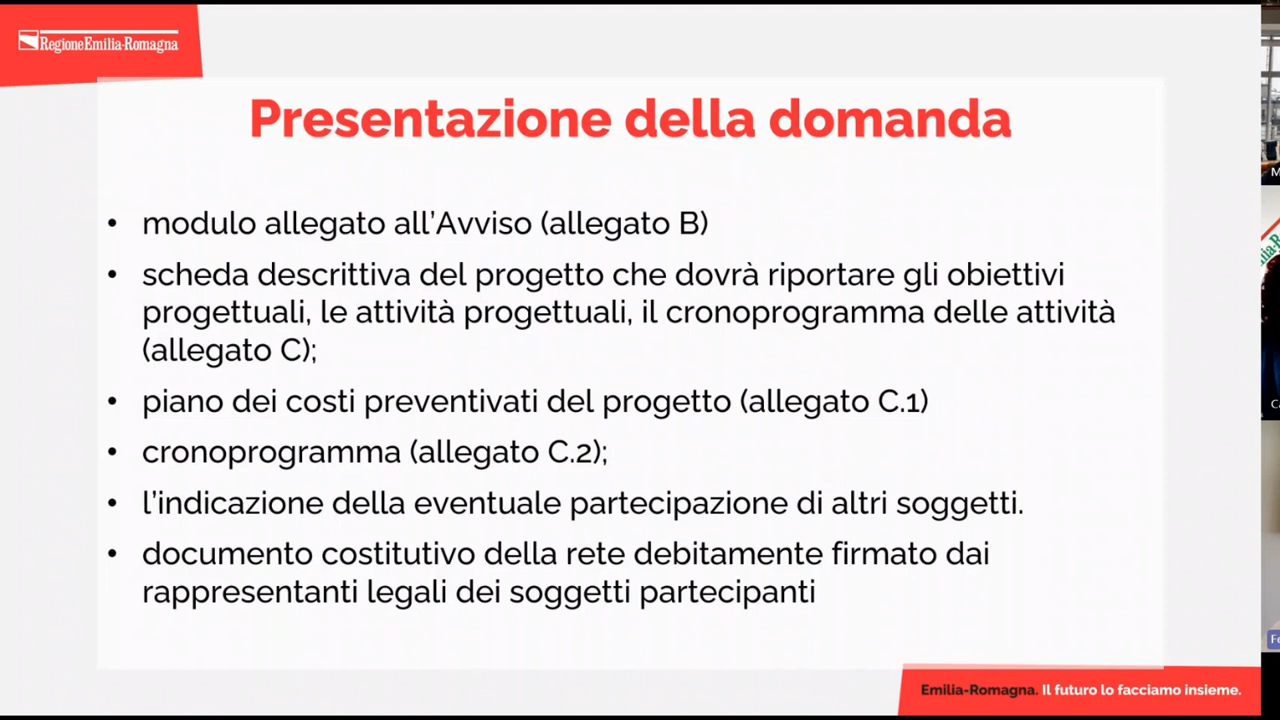 RegioneEmilia-Romagna
Presentazione della domanda
• modulo allegato all’Avviso (allegato B)
• scheda descrittiva del progetto che dovrà riportare gli obiettivi
progettuali, le attività progettuali, il cronoprogramma delle attività
(allegato C);
• piano dei costi preventivati del progetto (allegato C.1)
• cronoprogramma (allegato C.2);
• l’indicazione della eventuale partecipazione di altri soggetti.
• documento costitutivo della rete debitamente firmato dai
rappresentanti legali dei soggetti partecipanti
Emilia-Romagna. Il futuro lo facciamo insieme.